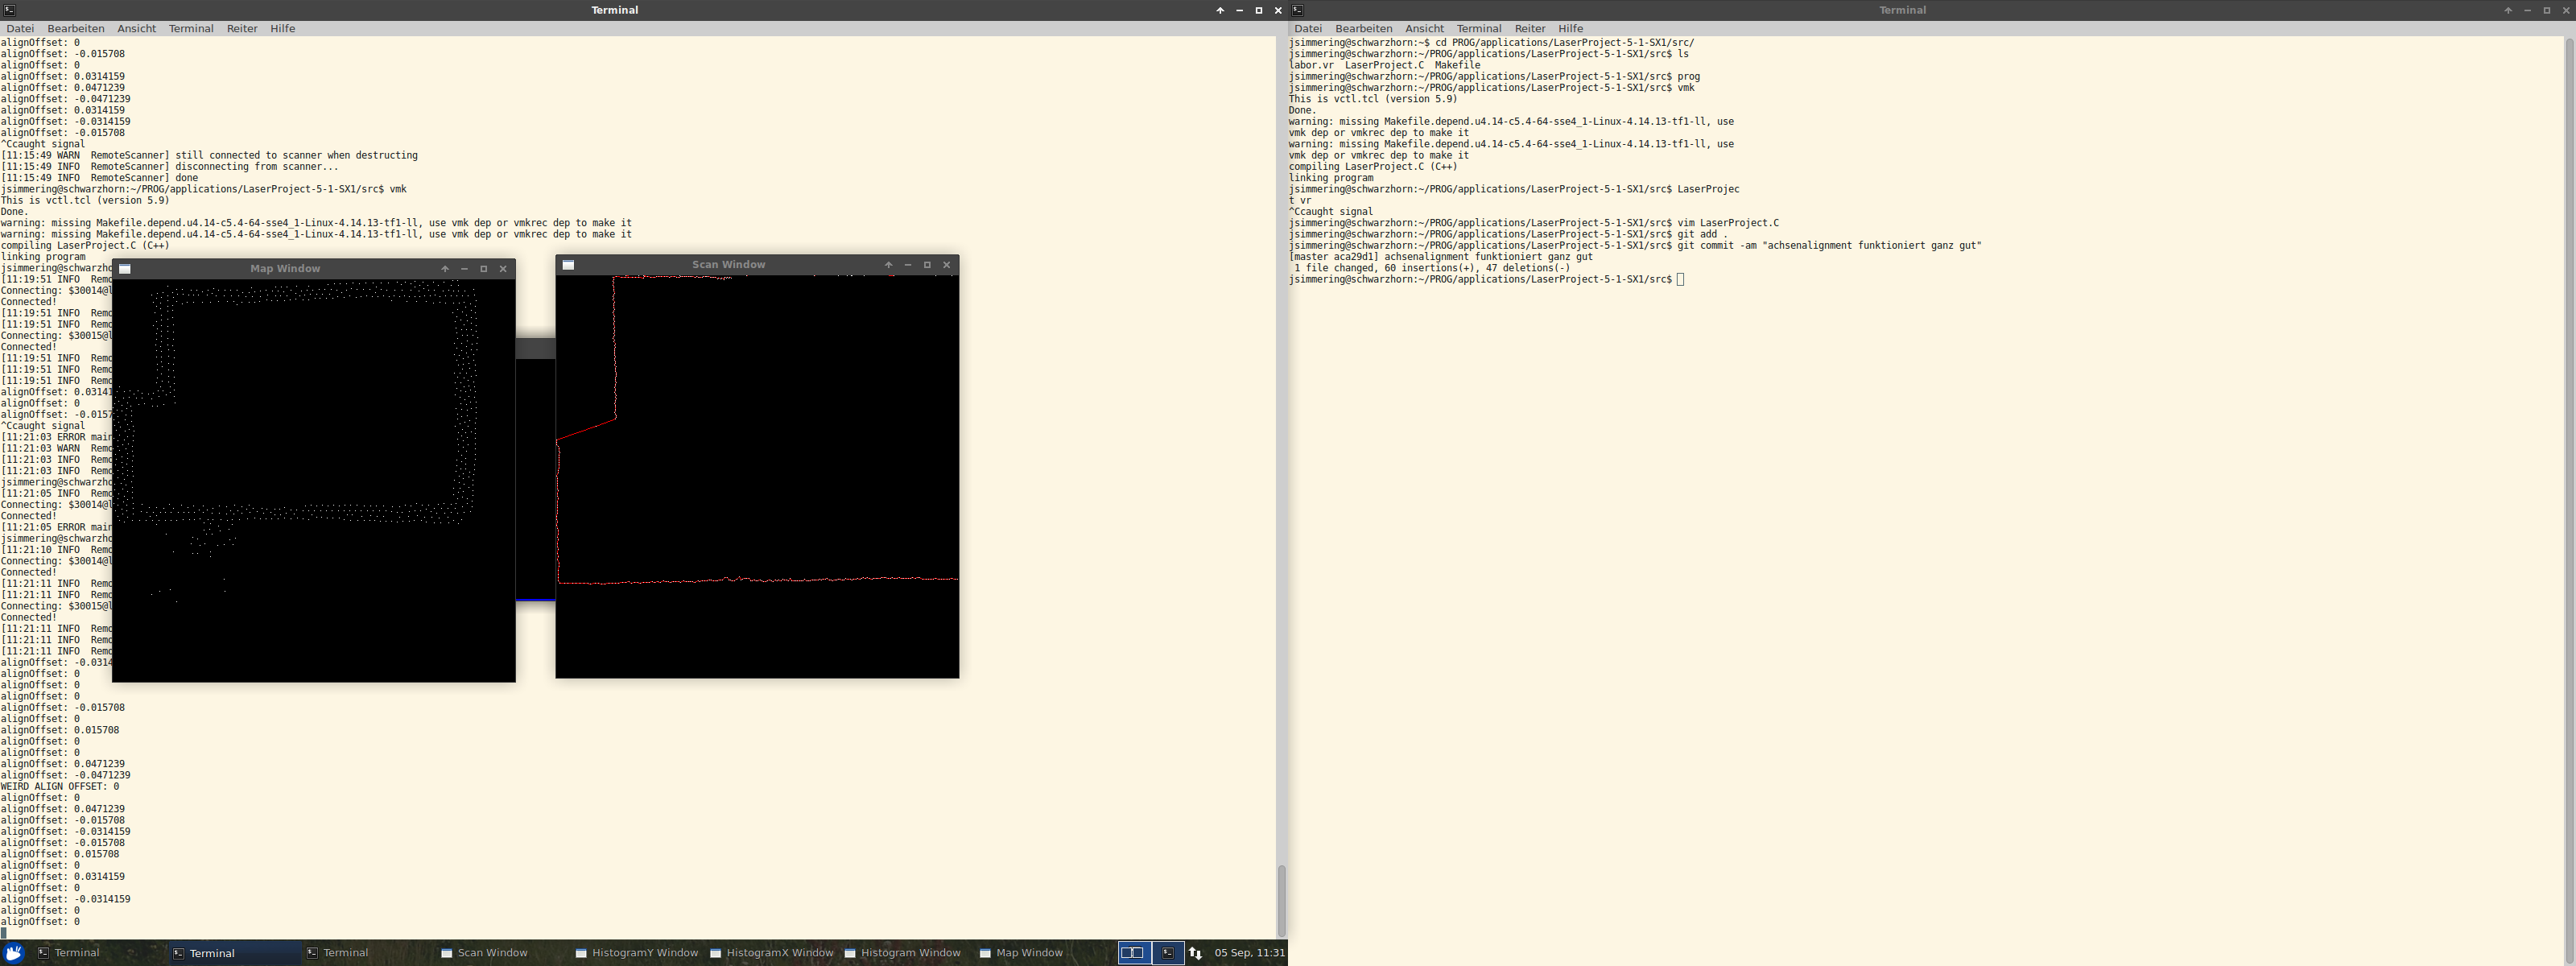 Terminal
Datei Bearbeiten Ansicht Terminal Reiter Hilfe
alignOffset: 0
alignOffset: -0.015708
alignOffset: 0
alignOffset: 0.0314159
alignOffset: 0.0471239
alignOffset: -0.0471239
alignOffset: 0.0314159
alignOffset: -0.0314159
alignOffset: -0.015708
^Ccaught signal
[11:15:49 WARN  RemoteScanner] still connected to scanner when destructing
[11:15:49 INFO  RemoteScanner] disconnecting from scanner...
[11:15:49 INFO  RemoteScanner] done
jsimmering@schwarzhorn:~/PROG/applications/LaserProject-5-1-SX1/src$ vmk
This is vctl.tcl (version 5.9)
Done.
warning: missing Makefile.depend.u4.14-c5.4-64-sse4_1-Linux-4.14.13-tf1-ll, use vmk dep or vmkrec dep to make it
warning: missing Makefile.depend.u4.14-c5.4-64-sse4_1-Linux-4.14.13-tf1-ll, use vmk dep or vmkrec dep to make it
compiling LaserProject.C (C++)
linking program
jsimmering@schwarzho
[11:19:51 INFO  Remo
Connecting: $30014@l
Connected!
[11:19:51 INFO  Remo
[11:19:51 INFO  Remo
Connecting: $30015@l
Connected!
[11:19:51 INFO  Remo
[11:19:51 INFO  Remo
[11:19:51 INFO  Remo
alignOffset: 0.03141
alignOffset: 0
alignOffset: -0.0157
^Ccaught signal
[11:21:03 ERROR main
[11:21:03 WARN  Remo
[11:21:03 INFO  Remo
[11:21:03 INFO  Remo
jsimmering@schwarzho
[11:21:05 INFO  Remo
Connecting: $30014@l
Connected!
[11:21:05 ERROR main
jsimmering@schwarzho
[11:21:10 INFO  Remo
Connecting: $30014@l
Connected!
[11:21:11 INFO  Remo
[11:21:11 INFO  Remo
Connecting: $30015@l
Connected!
[11:21:11 INFO  Remo
[11:21:11 INFO  Remo
[11:21:11 INFO  Remo
alignOffset: -0.0314
alignOffset: 0
alignOffset: 0
alignOffset: 0
alignOffset: -0.015708
alignOffset: 0
alignOffset: 0.015708
alignOffset: 0
alignOffset: 0
alignOffset: 0.0471239
alignOffset: -0.0471239
WEIRD ALIGN OFFSET: 0
alignOffset: 0
alignOffset: 0.0471239
alignOffset: -0.015708
alignOffset: -0.0314159
alignOffset: -0.015708
alignOffset: 0.015708
alignOffset: 0
alignOffset: 0.0314159
alignOffset: 0
alignOffset: -0.0314159
alignOffset: 0
alignOffset: 0
Map Window
Scan Window
Terminal
Terminal
Terminal
Scan Window
HistogramY Window
HistogramX Window
Histogram Window
Map Window
05 Sep, 11:31
Terminal
Datei Bearbeiten Ansicht Terminal Reiter Hilfe
jsimmering@schwarzhorn:~$ cd PROG/applications/LaserProject-5-1-SX1/src/
jsimmering@schwarzhorn:~/PROG/applications/LaserProject-5-1-SX1/src$ ls
labor.vr  LaserProject.C  Makefile
jsimmering@schwarzhorn:~/PROG/applications/LaserProject-5-1-SX1/src$ prog
jsimmering@schwarzhorn:~/PROG/applications/LaserProject-5-1-SX1/src$ vmk
This is vctl.tcl (version 5.9)
Done.
warning: missing Makefile.depend.u4.14-c5.4-64-sse4_1-Linux-4.14.13-tf1-ll, use
vmk dep or vmkrec dep to make it
warning: missing Makefile.depend.u4.14-c5.4-64-sse4_1-Linux-4.14.13-tf1-ll, use
vmk dep or vmkrec dep to make it
compiling LaserProject.C (C++)
linking program
jsimmering@schwarzhorn:~/PROG/applications/LaserProject-5-1-SX1/src$ LaserProjec
t vr
^Ccaught signal
jsimmering@schwarzhorn:~/PROG/applications/LaserProject-5-1-SX1/src$ vim LaserProject.C
jsimmering@schwarzhorn:~/PROG/applications/LaserProject-5-1-SX1/src$ git add .
jsimmering@schwarzhorn:~/PROG/applications/LaserProject-5-1-SX1/src$ git commit -am "achsenalignment funktioniert ganz gut"
[master aca29d1] achsenalignment funktioniert ganz gut
 1 file changed, 60 insertions(+), 47 deletions(-)
jsimmering@schwarzhorn:~/PROG/applications/LaserProject-5-1-SX1/src$